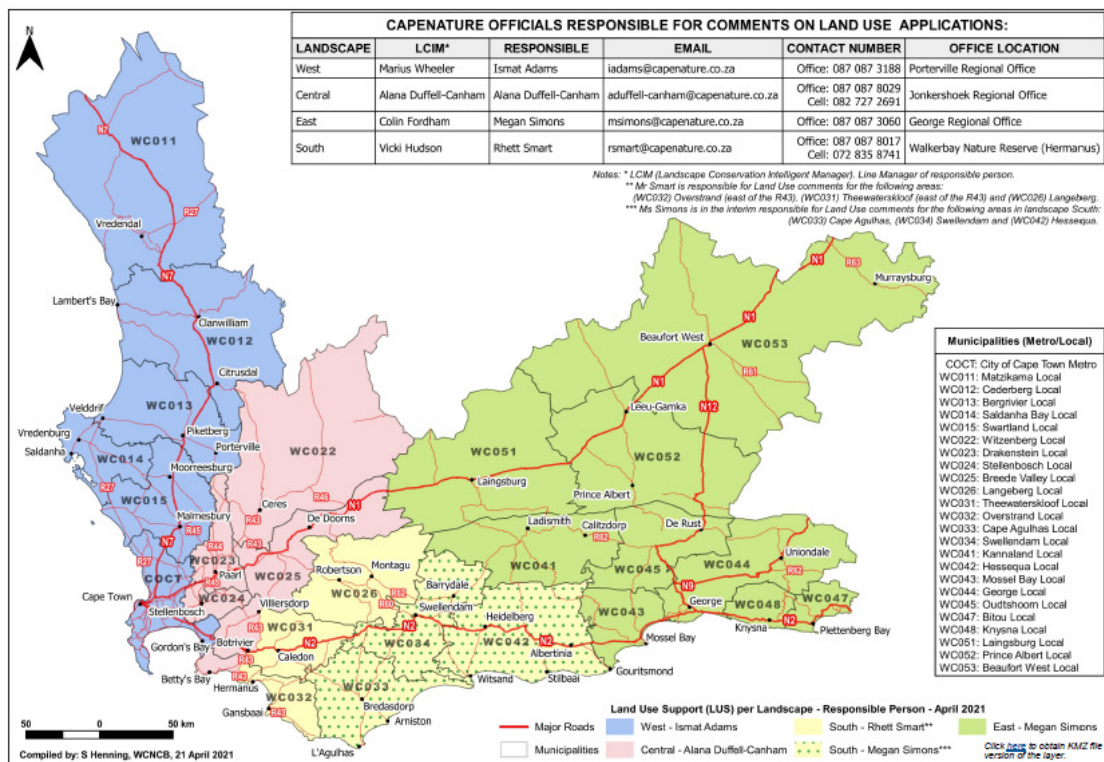 CAPENATURE OFFICIALS RESPONSIBLE FOR COMMENTS ON LAND USE APPLICATIONS:
LANDSCAPE LCIM* RESPONSIBLE EMAIL CONTACT NUMBER OFFICE LOCATION
West Marius Wheeler Ismat Adams iadams@capenature.co.za Office: 087 087 3188 Porterville Regional Office
Central Alana Duffell-Canham Alana Duffell-Canham aduffell-canham@capenature.co.za Office: 087 087 8029 Jonkershoek Regional Office
Cell: 082 727 2691
East Colin Fordham Megan Simons msimons@capenature.co.za Office: 087 087 3060 George Regional Office
South Vicki Hudson Rhett Smart rsmart@capenature.co.za Office: 087 087 8017 Walkerbay Nature Reserve (Hermanus)
Cell: 072 835 8741
Notes: * LCIM (Landscape Conservation Intelligent Manager). Line Manager of responsible person.
** Mr Smart is responsible for Land Use comments for the following areas:
(WC032) Overstrand (east of the R43), (WC031) Theewaterskloof (east of the R43) and (WC026) Langeberg.
*** Ms Simons is in the interim responsible for Land Use comments for the following areas in landscape South:
(WC033) Cape Agulhas, (WC034) Swellendam and (WC042) Hessequa.
N
N7
WC011
R27
Vredendal
N7
Lambert's Bay
Clanwilliam
WC012
Citrusdal
WC013
Velddrif
Piketberg
Vredenburg
Saldanha
Porterville
WC014
Moorreesburg
WC022
R27
WC015
Malmesbury
R45
Ceres
R46
N1
R43
De Doorns
N7
R27
R44
R43
WC023
COCT
Paarl
R45
WC025
WC024
Cape Town
Stellenbosch
Villiersdorp
R43
Gordon's Bay
Botrivier
WC031
R43
Caledon
N2
Betty's Bay
R43
Hermanus
WC032
Gansbaai
R43
Robertson
Montagu
WC026
R62
R60
Barrydale
Swellendam
N2
WC034
Heidelberg
WC042
N2
Albertinia
WC033
Bredasdorp
Arniston
L'Agulhas
Witsand
Stilbaai
Gouritsmond
Mossel Bay
WC043
N1
R63
Murraysburg
N1
Beaufort West
WC053
R61
N1
Leeu-Gamka
N12
WC051
WC052
Laingsburg
Prince Albert
Ladismith
Calitzdorp
R62
De Rust
WC041
WC045
Uniondale
WC044
R62
N9
George
WC048
WC047
Knysna
N2
Plettenberg Bay
Municipalities (Metro/Local)
COCT: City of Cape Town Metro
WC011: Matzikama Local
WC012: Cederberg Local
WC013: Bergrivier Local
WC014: Saldanha Bay Local
WC015: Swartland Local
WC022: Witzenberg Local
WC023: Drakenstein Local
WC024: Stellenbosch Local
WC025: Breede Valley Local
WC026: Langeberg Local
WC031: Theewaterskloof Local
WC032: Overstrand Local
WC033: Cape Agulhas Local
WC034: Swellendam Local
WC041: Kannaland Local
WC042: Hessequa Local
WC043: Mossel Bay Local
WC044: George Local
WC045: Oudtshoorn Local
WC047: Bitou Local
WC048: Knysna Local
WC051: Laingsburg Local
WC052: Prince Albert Local
WC053: Beaufort West Local
50 0 50 km
Compiled by: S Henning, WCNCB, 21 April 2021
Land Use Support (LUS) per Landscape - Responsible Person - April 2021
Major Roads West - Ismat Adams South - Rhett Smart** East - Megan Simons
Municipalities Central - Alana Duffell-Canham South - Megan Simons***
Click here to obtain KMZ file
version of the layer.